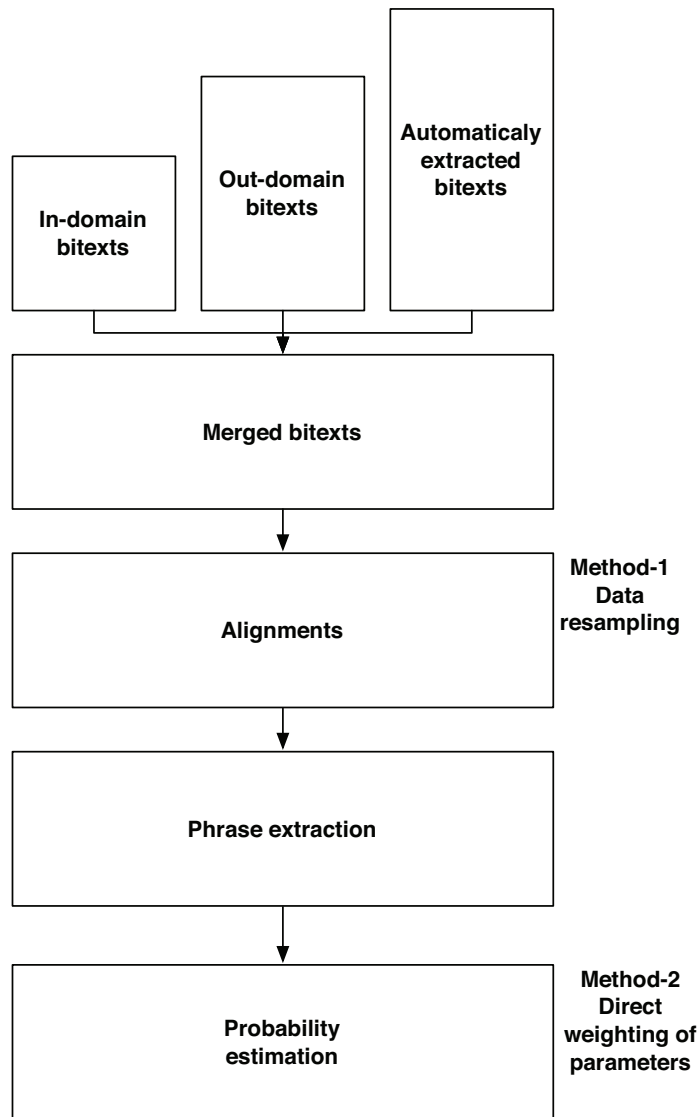 In-domain
bitexts
Out-domain
bitexts
Automaticaly
extracted
bitexts
Merged bitexts
Alignments
Method-1
Data
resampling
Phrase extraction
Probability
estimation
Method-2
Direct
weighting of
parameters